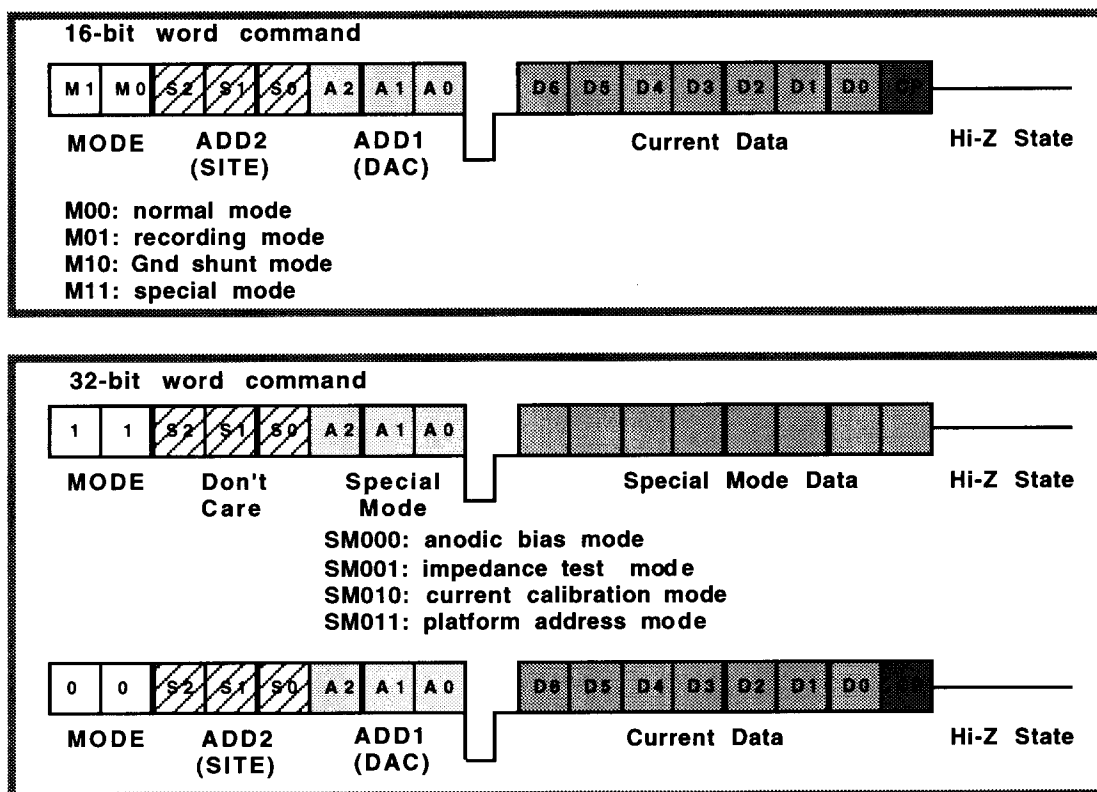 16-bit word command
M1 M0 S2 S1 S0 A2 A1 A0 D6 D5 D4 D3 D2 D1 D0 CP
MODE ADD2 (SITE) ADD1 (DAC) Current Data Hi-Z State
M00: normal mode
M01: recording mode
M10: Gnd shunt mode
M11: special mode
32-bit word command
1 1 S2 S1 S0 A2 A1 A0
MODE Don't Care Special Mode Special Mode Data Hi-Z State
SM000: anodic bias mode
SM001: impedance test mode
SM010: current calibration mode
SM011: platform address mode
0 0 S2 S1 S0 A2 A1 A0 D6 D5 D4 D3 D2 D1 D0
MODE ADD2 (SITE) ADD1 (DAC) Current Data Hi-Z State